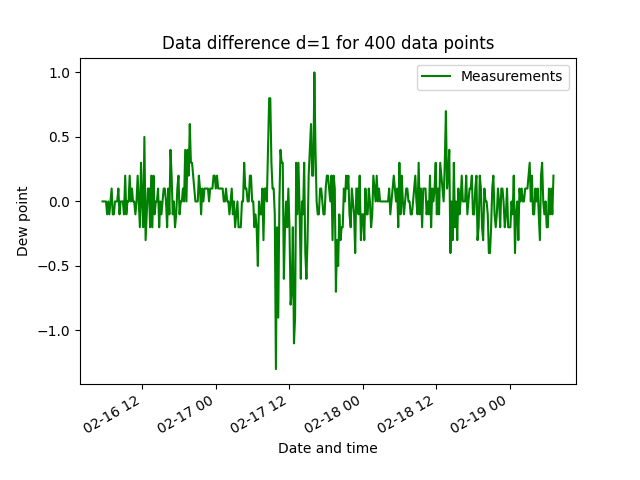 Data difference d=1 for 400 data points
Measurements
1.0
0.5
0.0
−0.5
−1.0
Dew point
02-16 12
02-17 00
02-17 12
02-18 00
02-18 12
02-19 00
Date and time